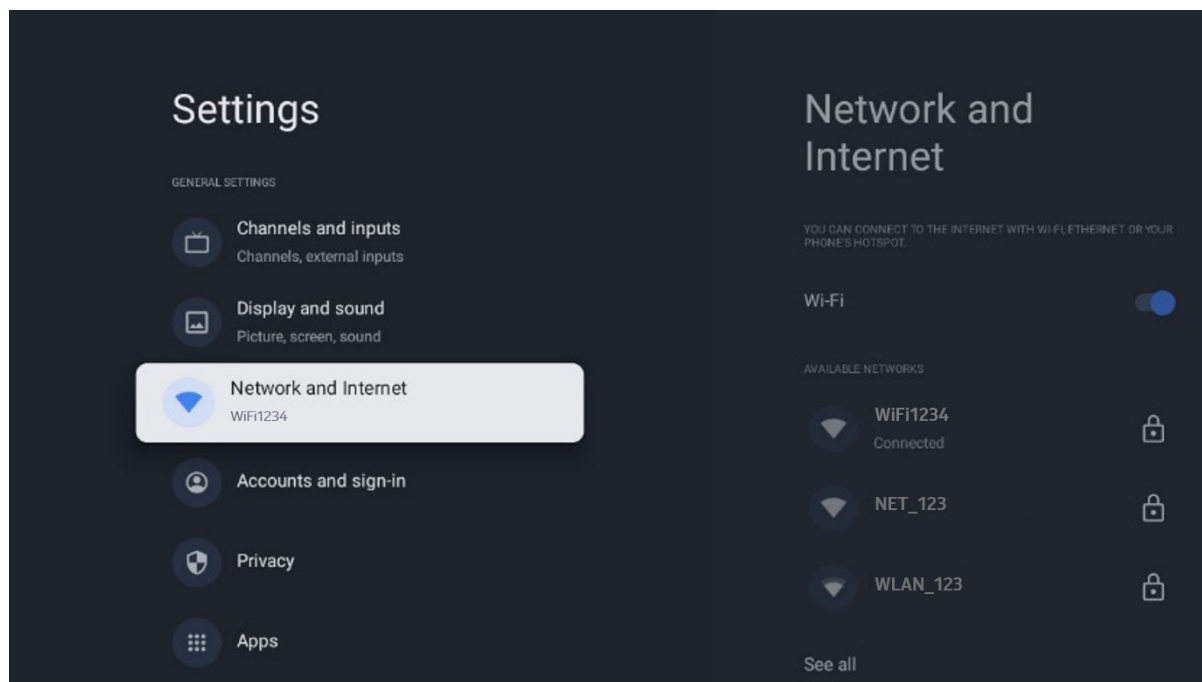 Settings
GENERAL SETTINGS
Channels and inputs
Channels, external inputs
Display and sound
Picture, screen, sound
Network and Internet
WiFi1234
Accounts and sign-in
Privacy
Apps
Network and
Internet
YOU CAN CONNECT TO THE INTERNET WITH WI-FI, ETHERNET OR YOUR
PHONE'S HOTSPOT.
Wi-Fi
AVAILABLE NETWORKS
WiFi1234
Connected
NET_123
WLAN_123
See all